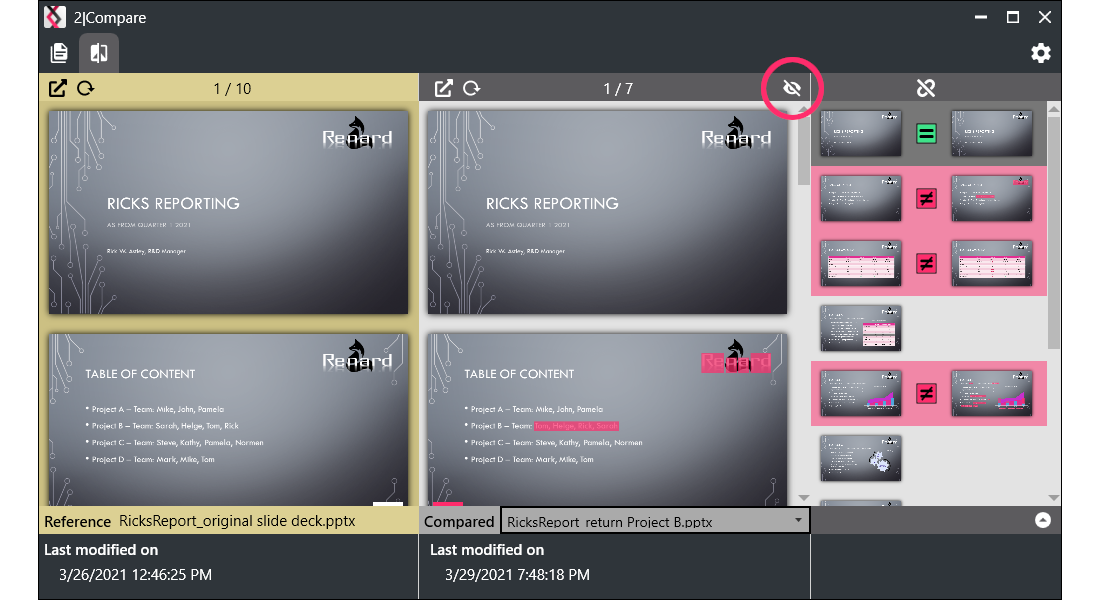 2|Compare
1 / 10
1 / 7
Renard
RICKS REPORTING
AS FROM QUARTER 1 2021
Rick W. Astley, R&D Manager
Renard
TABLE OF CONTENT
• Project A – Team: Mike, John, Pamela
• Project B – Team: Sarah, Helge, Tom, Rick
• Project C – Team: Steve, Kathy, Pamela, Normen
• Project D – Team: Mark, Mike, Tom
Renard
RICKS REPORTING
AS FROM QUARTER 1 2021
Rick W. Astley, R&D Manager
Renard
TABLE OF CONTENT
• Project A – Team: Mike, John, Pamela
• Project B – Team: Tom, Helge, Rick, Sarah
• Project C – Team: Steve, Kathy, Pamela, Normen
• Project D – Team: Mark, Mike, Tom
=
≠
≠
≠
Reference RicksReport_original slide deck.pptx
Compared RicksReport_return Project B.pptx
Last modified on
3/26/2021 12:46:25 PM
Last modified on
3/29/2021 7:48:18 PM